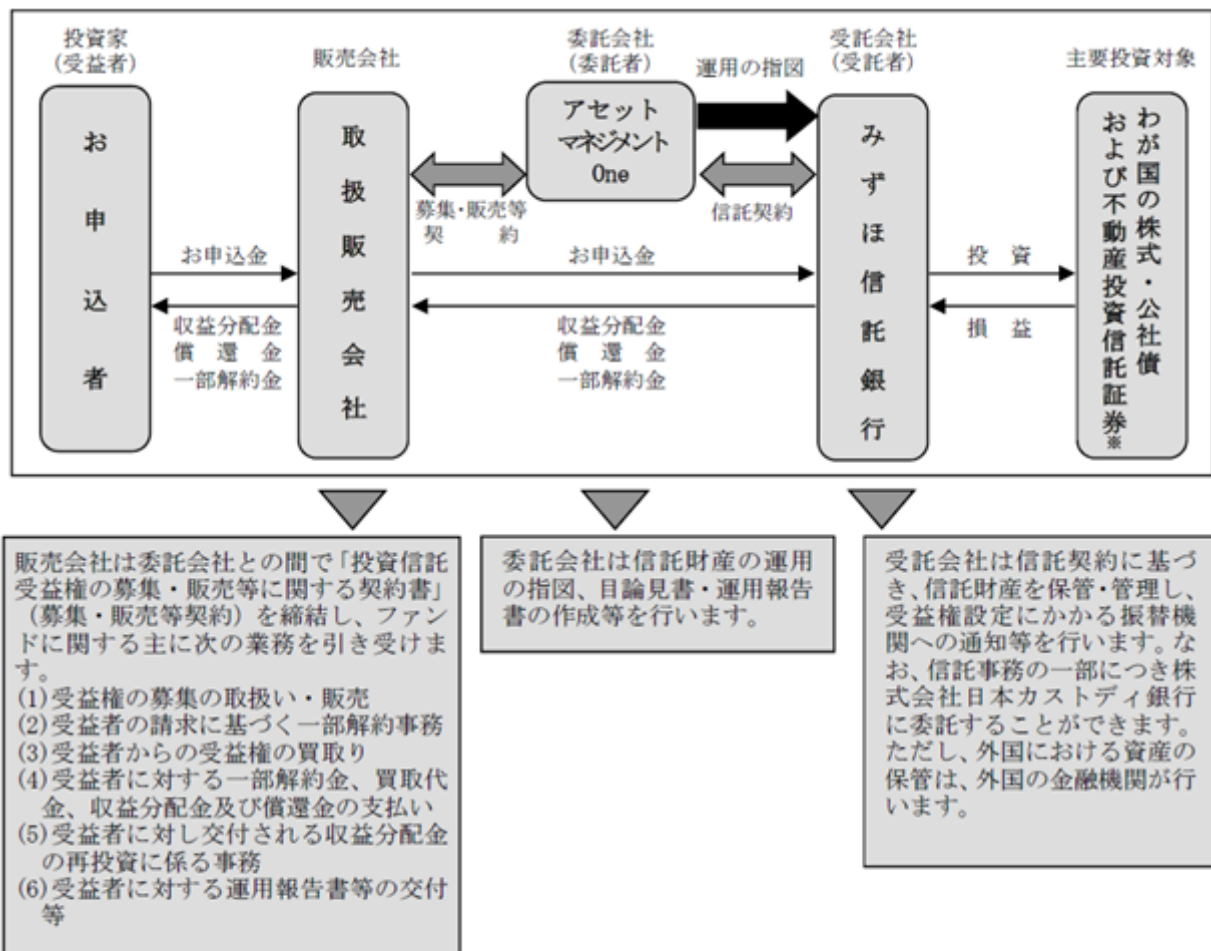 投資家
(受益者)
販売会社
委託会社
(委託者)
運用の指図
受託会社
(受託者)
主要投資対象
お申込者
取扱販売会社
アセット
マネジメント
One
みずほ信託銀行
わが国の株式・公社債
および不動産投資信託証券※
募集・販売等
契約
信託契約
お申込金
収益分配金
償還金
一部解約金
お申込金
収益分配金
償還金
一部解約金
投資
損益
販売会社は委託会社との間で「投資信託
受益権の募集・販売等に関する契約書」
(募集・販売等契約)を締結し、ファン
ドに関する主に次の業務を引き受けま
す。
(1)受益権の募集の取扱い・販売
(2)受益者の請求に基づく一部解約事務
(3)受益者からの受益権の買取り
(4)受益者に対する一部解約金、買取代
金、収益分配金及び償還金の支払い
(5)受益者に対し交付される収益分配金
の再投資に係る事務
(6)受益者に対する運用報告書等の交付
等
委託会社は信託財産の運用
の指図、目論見書・運用報告
書の作成等を行います。
受託会社は信託契約に基づ
き、信託財産を保管・管理し、
受益権設定にかかる振替機
関への通知等を行います。な
お、信託事務の一部につき株
式会社日本カストディ銀行
に委託することができます。
ただし、外国における資産の
保管は、外国の金融機関が行
います。